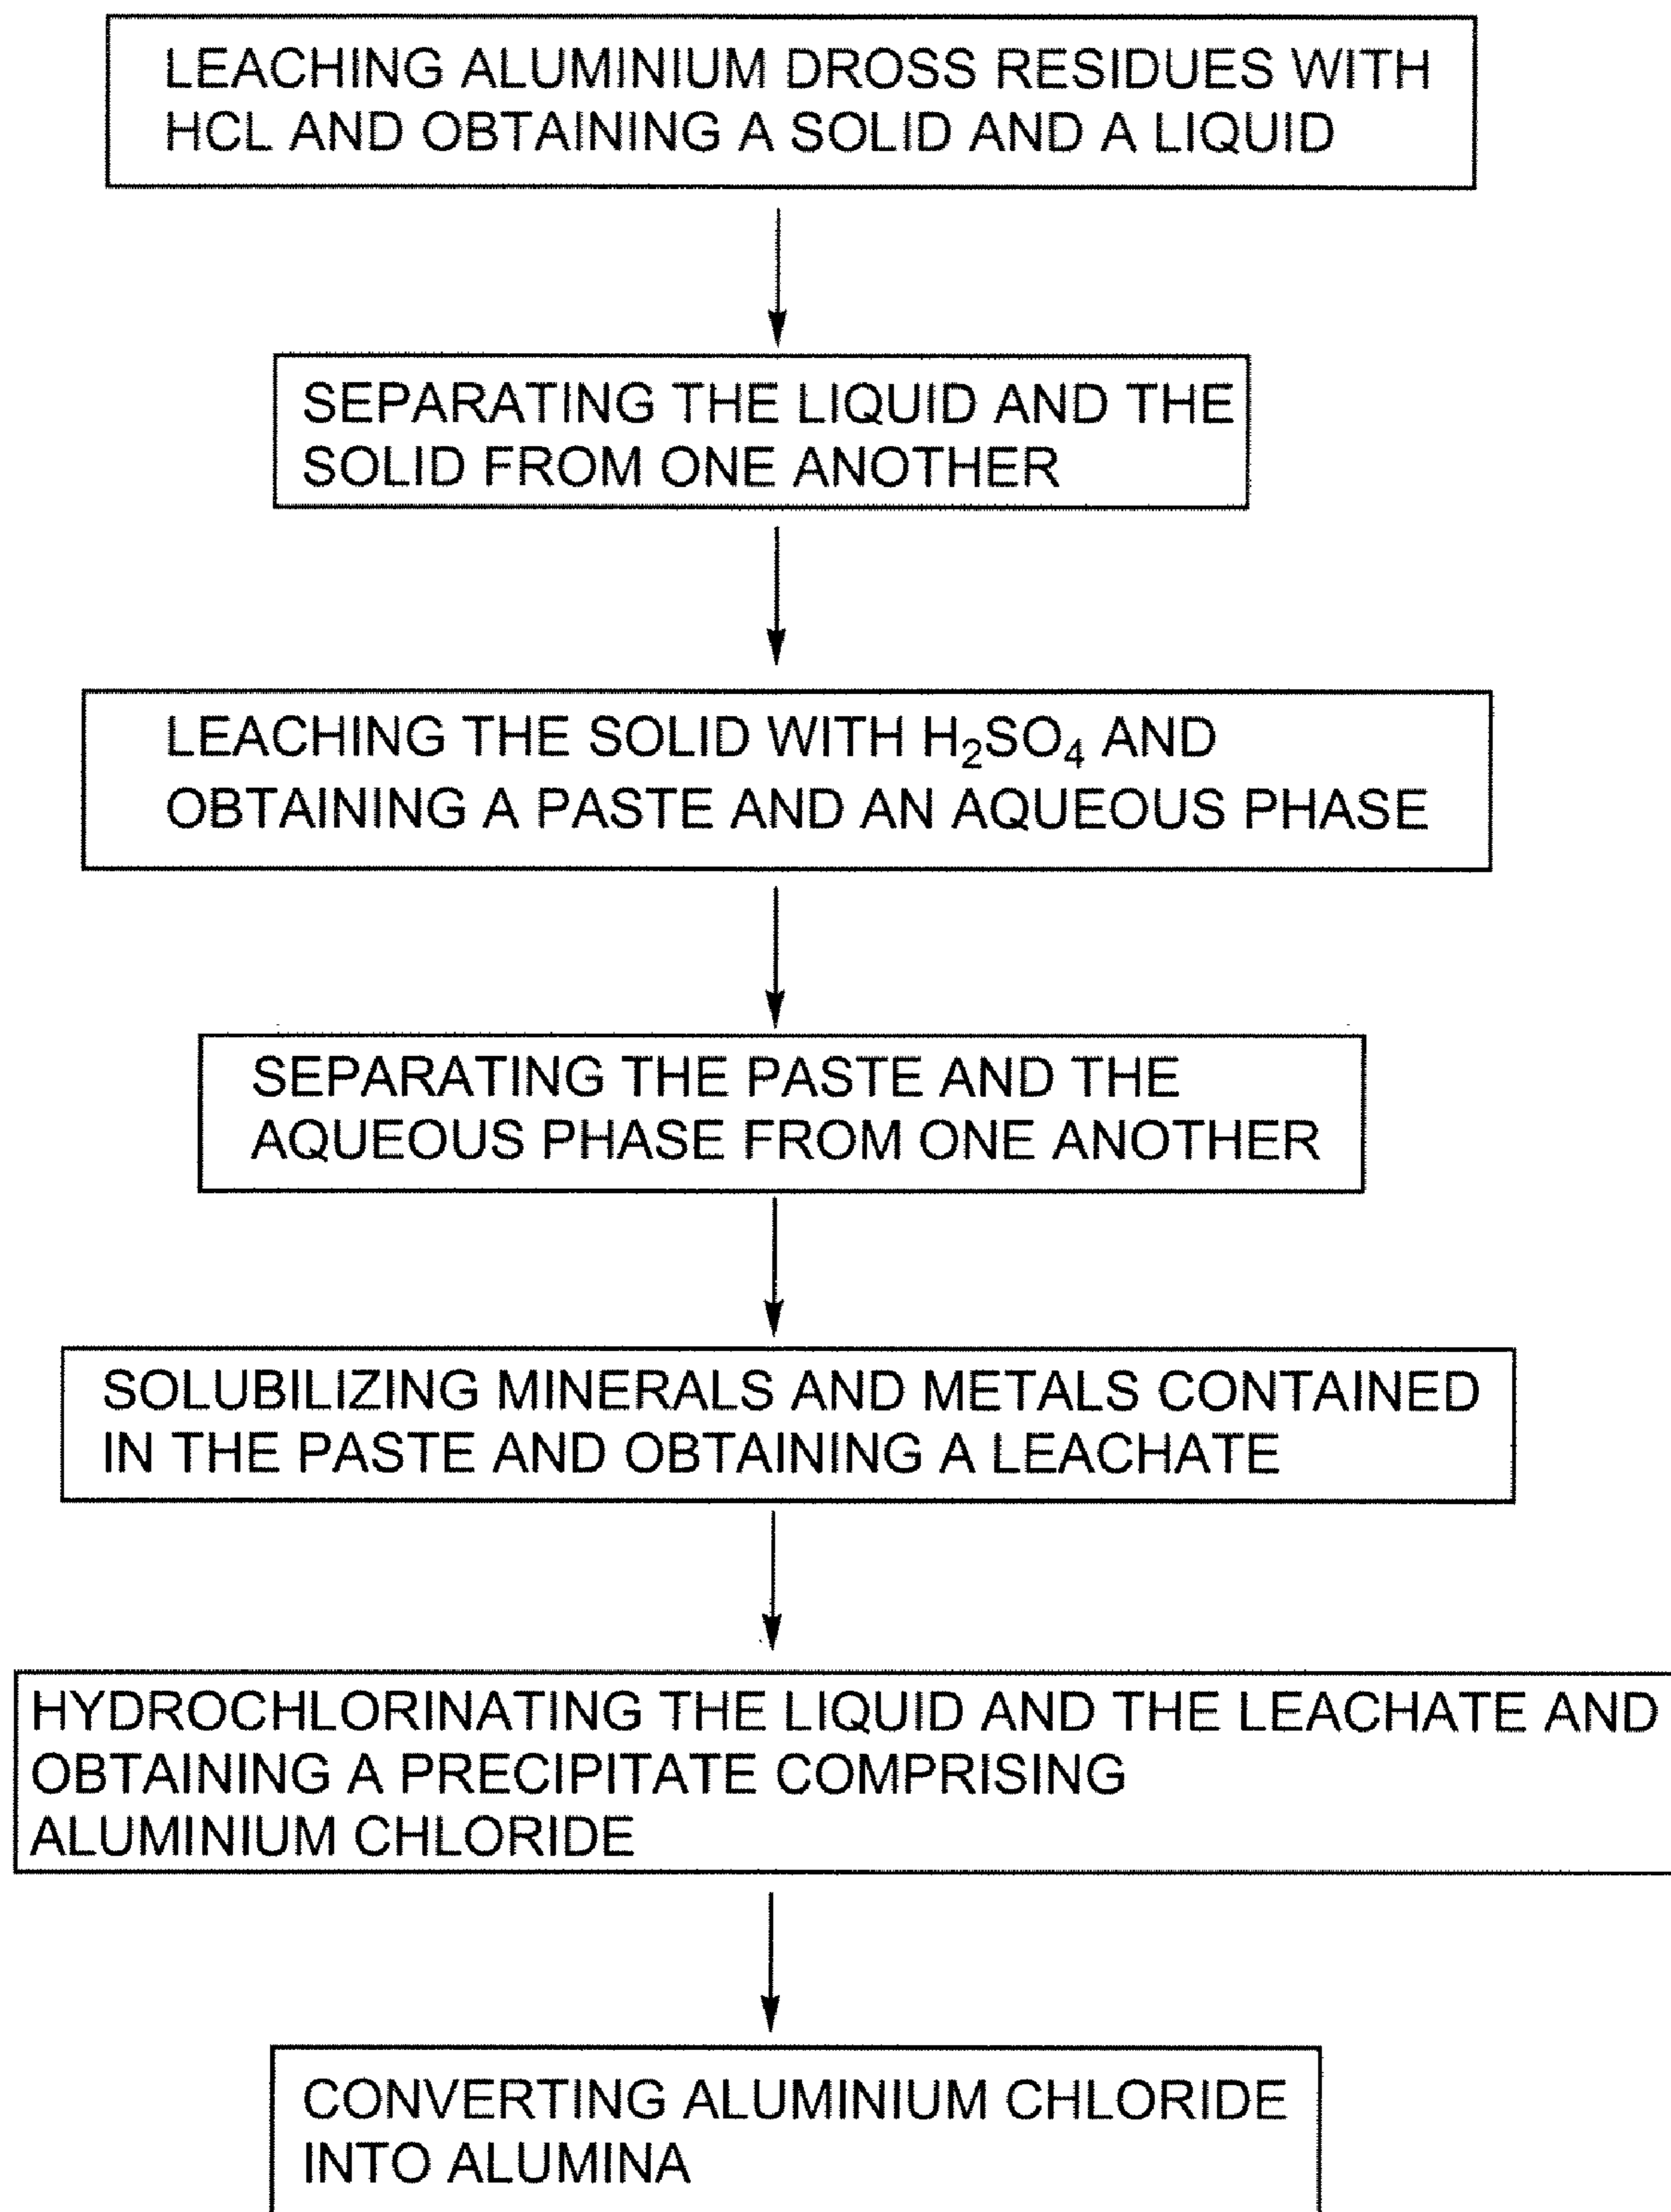 LEACHING ALUMINIUM DROSS RESIDUES WITH
HCL AND OBTAINING A SOLID AND A LIQUID
SEPARATING THE LIQUID AND THE
SOLID FROM ONE ANOTHER
LEACHING THE SOLID WITH H₂SO₄ AND
OBTAINING A PASTE AND AN AQUEOUS PHASE
SEPARATING THE PASTE AND THE
AQUEOUS PHASE FROM ONE ANOTHER
SOLUBILIZING MINERALS AND METALS CONTAINED
IN THE PASTE AND OBTAINING A LEACHATE
HYDROCHLORINATING THE LIQUID AND THE LEACHATE AND
OBTAINING A PRECIPITATE COMPRISING
ALUMINIUM CHLORIDE
CONVERTING ALUMINIUM CHLORIDE
INTO ALUMINA